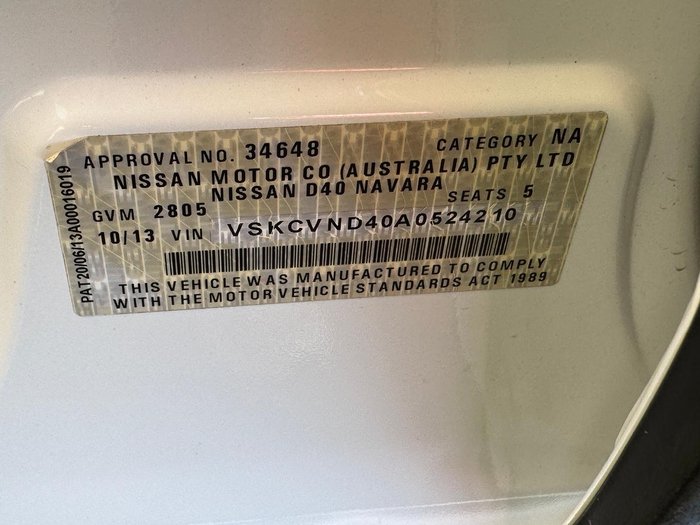 APPROVAL NO. 34648 CATEGORY NA
NISSAN MOTOR CO (AUSTRALIA) PTY LTD
NISSAN D40 NAVARA
GVM 2805 SEATS 5
10/13 VIN VSKCVND40A0524210
THIS VEHICLE WAS MANUFACTURED TO COMPLY
WITH THE MOTOR VEHICLE STANDARDS ACT 1989
PAT20/06/13A00016019